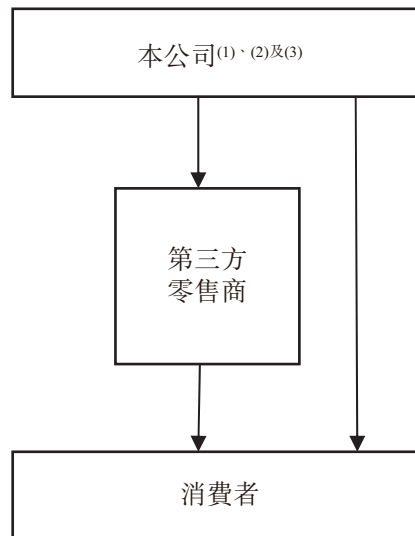 本公司(1)、(2)及(3)
第三方
零售商
消費者